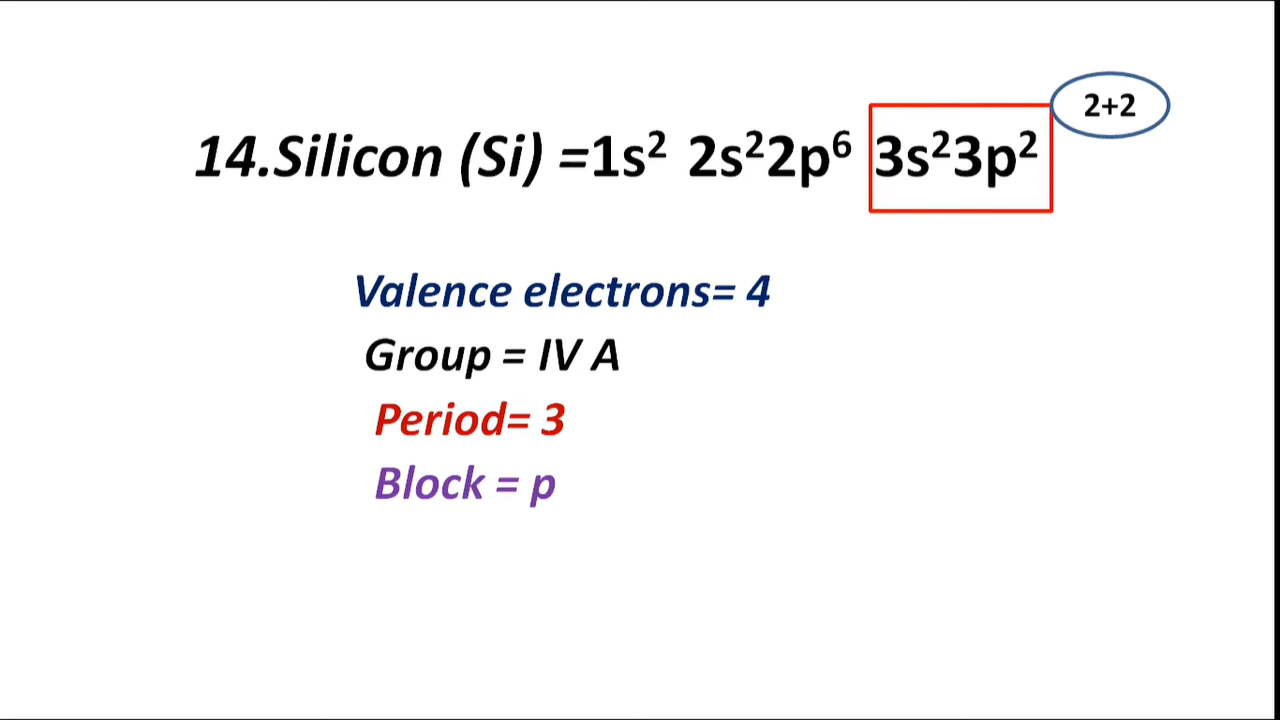 2+2
14.Silicon (Si) =1s² 2s²2p⁶ 3s²3p²
Valence electrons= 4
Group = IV A
Period= 3
Block = p